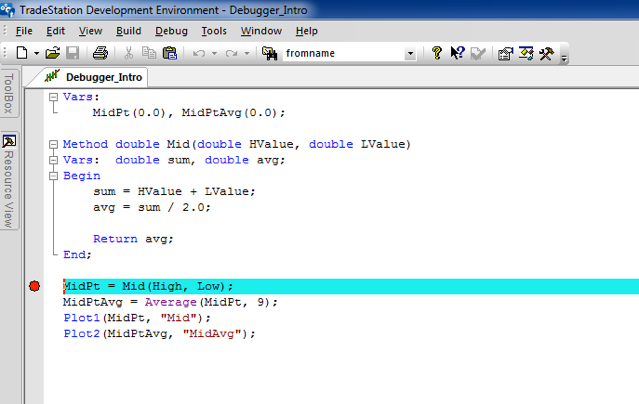 TradeStation Development Environment - Debugger_Intro
File Edit View Build Debug Tools Window Help
fromname
Debugger_Intro
ToolBox
Resource View
Vars:
MidPt(0.0), MidPtAvg(0.0);
Method double Mid(double HValue, double LValue)
Vars:  double sum, double avg;
Begin
sum = HValue + LValue;
avg = sum / 2.0;
Return avg;
End;
MidPt = Mid(High, Low);
MidPtAvg = Average(MidPt, 9);
Plot1(MidPt, "Mid");
Plot2(MidPtAvg, "MidAvg");